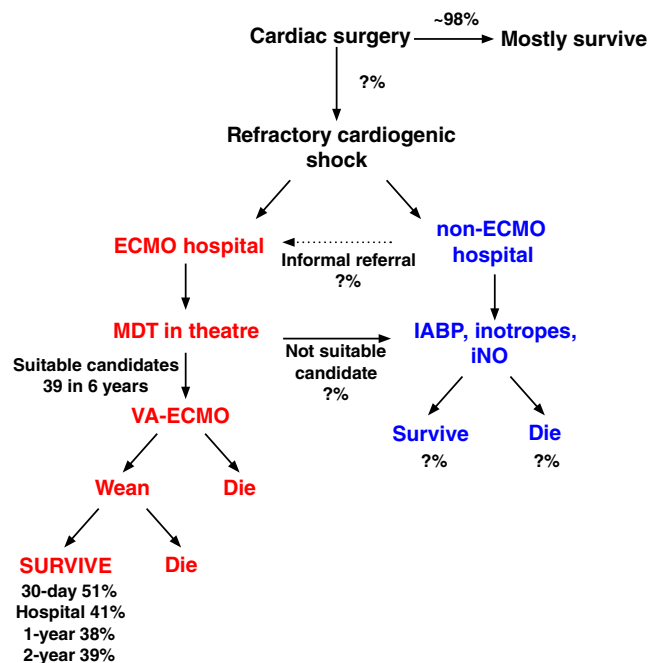 Cardiac surgery
~98%
Mostly survive
?%
Refractory cardiogenic
shock
ECMO hospital
Informal referral
?%
non-ECMO
hospital
MDT in theatre
Not suitable
candidate
?%
IABP, inotropes,
iNO
Suitable candidates
39 in 6 years
VA-ECMO
Survive
?%
Die
?%
Wean
Die
SURVIVE
30-day 51%
Hospital 41%
1-year 38%
2-year 39%
Die